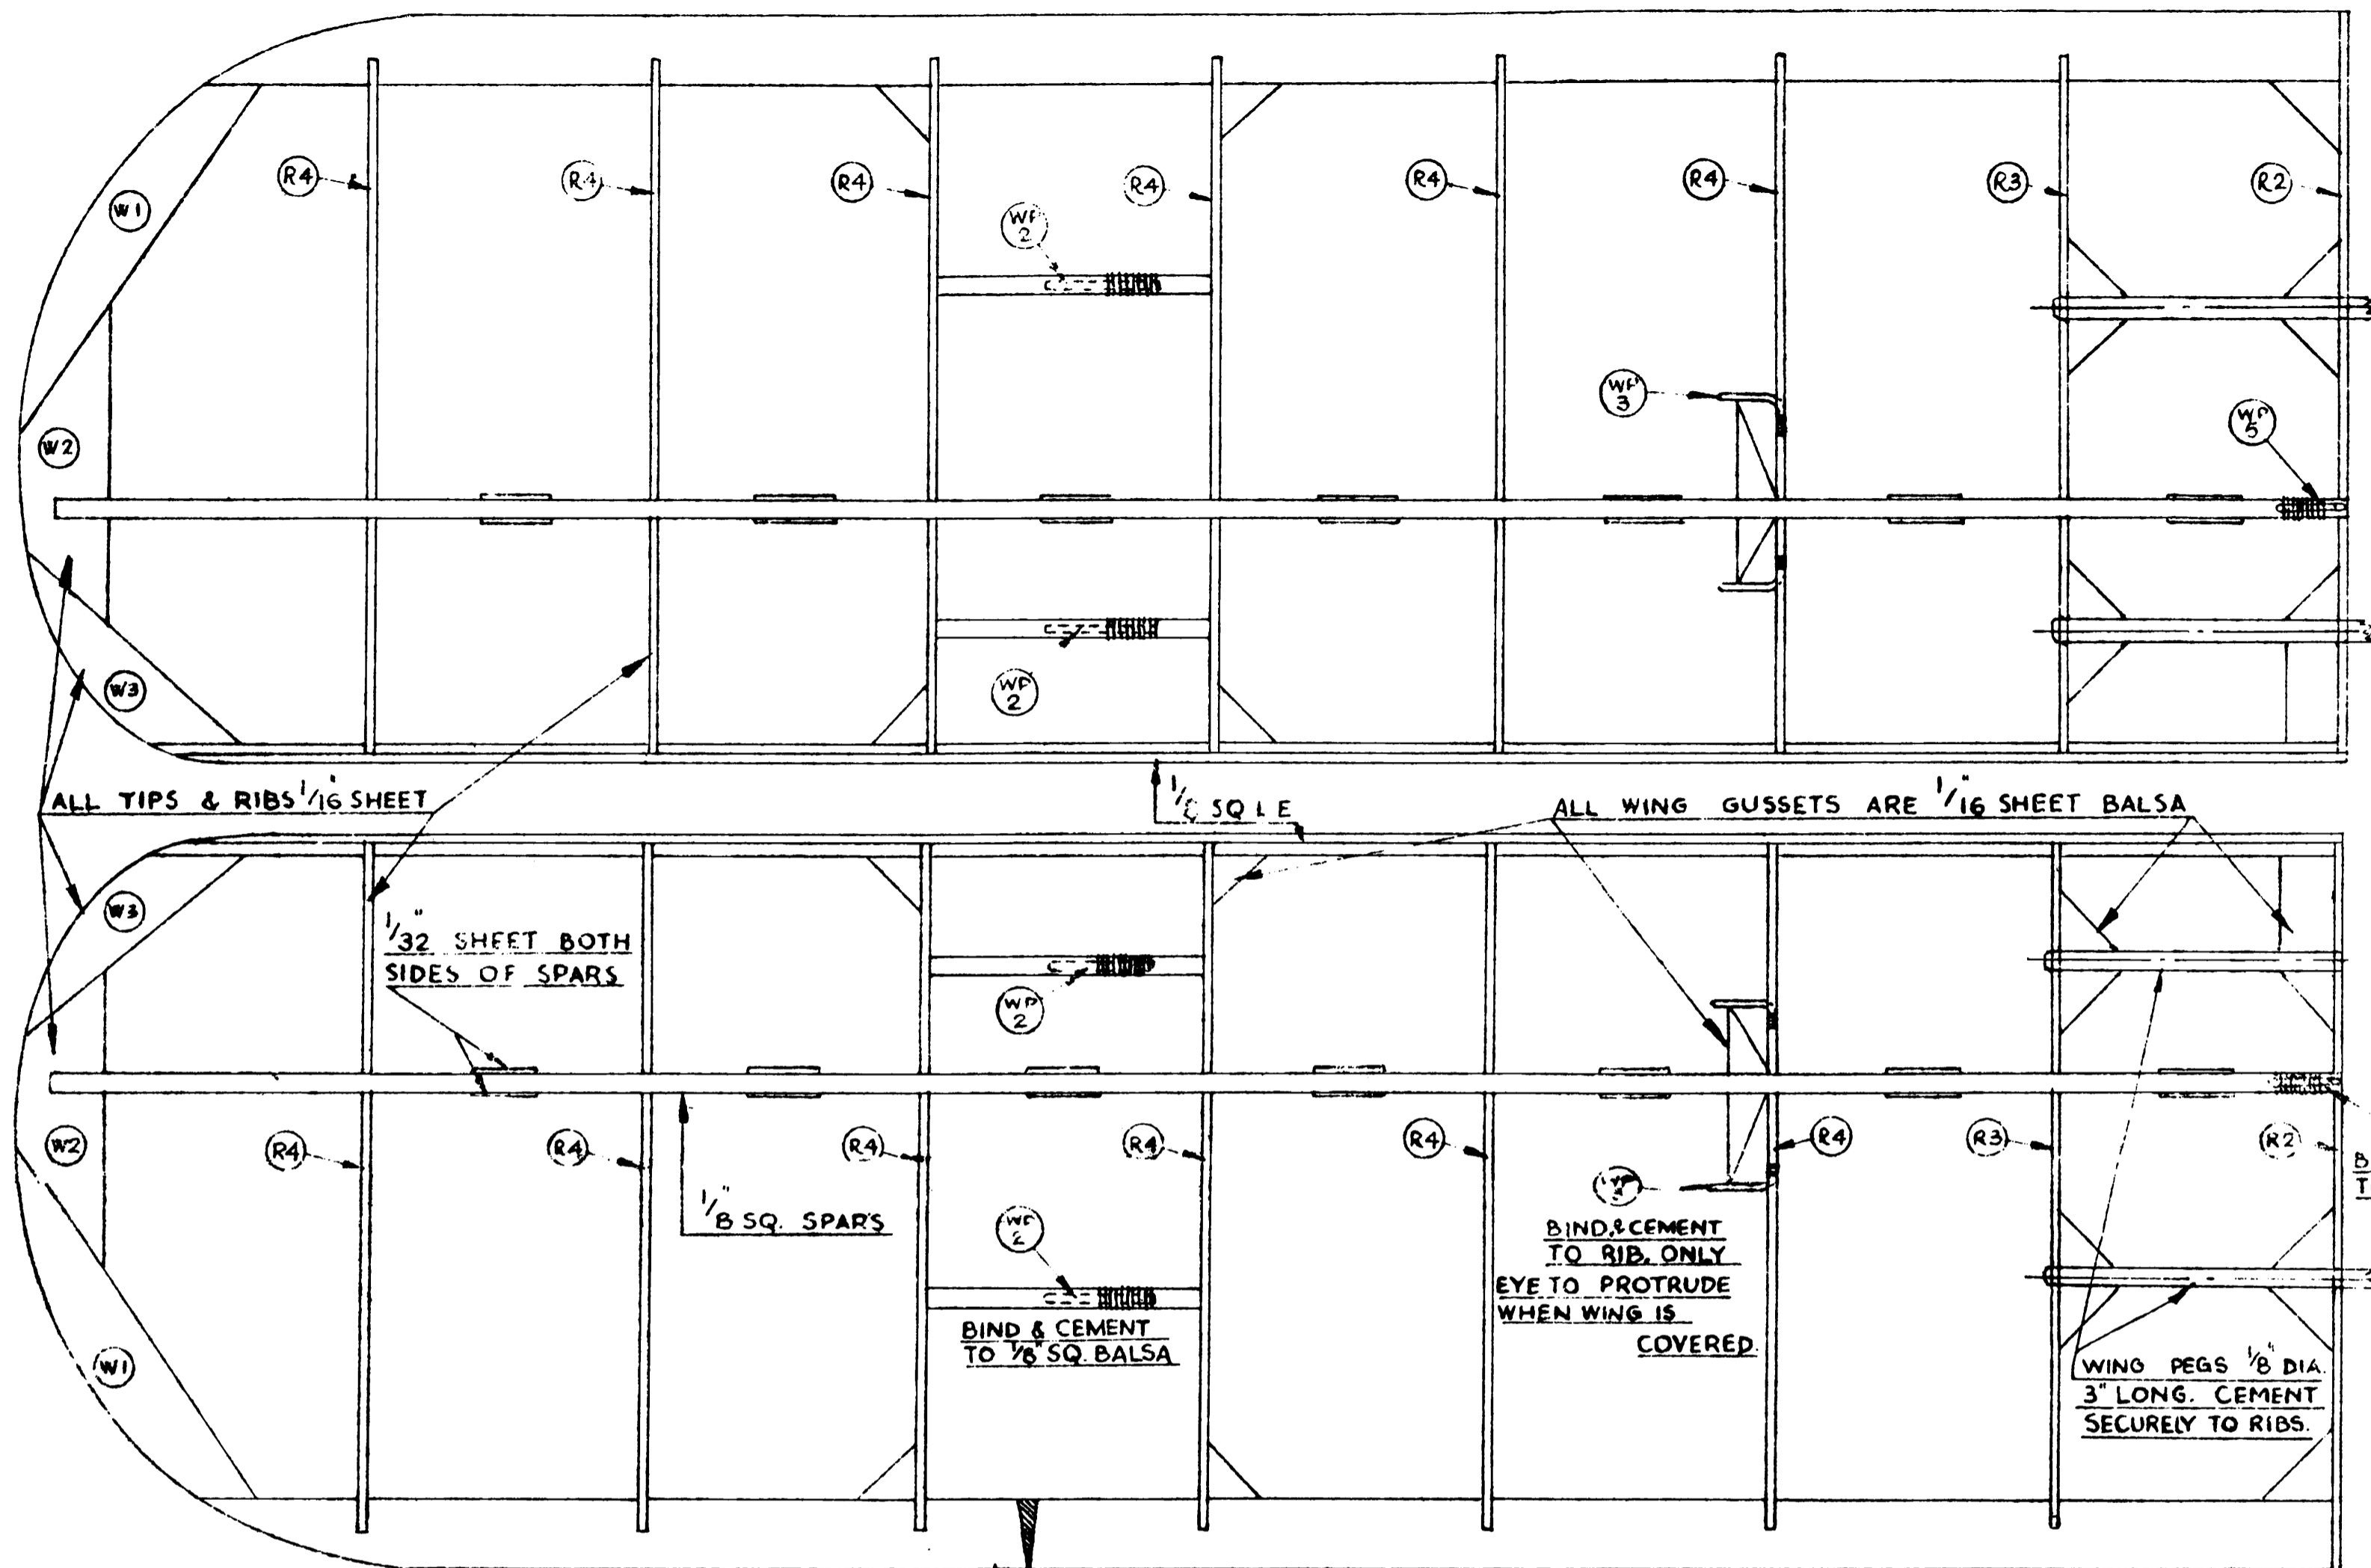 R4
R4
R4
R4
R4
R4
R3
R2
W1
WP
2
WP
3
WP
5
W2
W3
WP
2
ALL TIPS & RIBS 1/16" SHEET
SQ L E
ALL WING GUSSETS ARE 1/16" SHEET BALSA
W3
1/32" SHEET BOTH
SIDES OF SPARS
WP
2
W2
R4
R4
R4
R4
R4
R4
R3
R2
1/8" SQ. SPARS
WP
2
BIND & CEMENT
TO RIB. ONLY
EYE TO PROTRUDE
WHEN WING IS
COVERED.
BIND & CEMENT
TO 1/8" SQ. BALSA
W1
WING PEGS 1/8" DIA.
3" LONG. CEMENT
SECURELY TO RIBS.